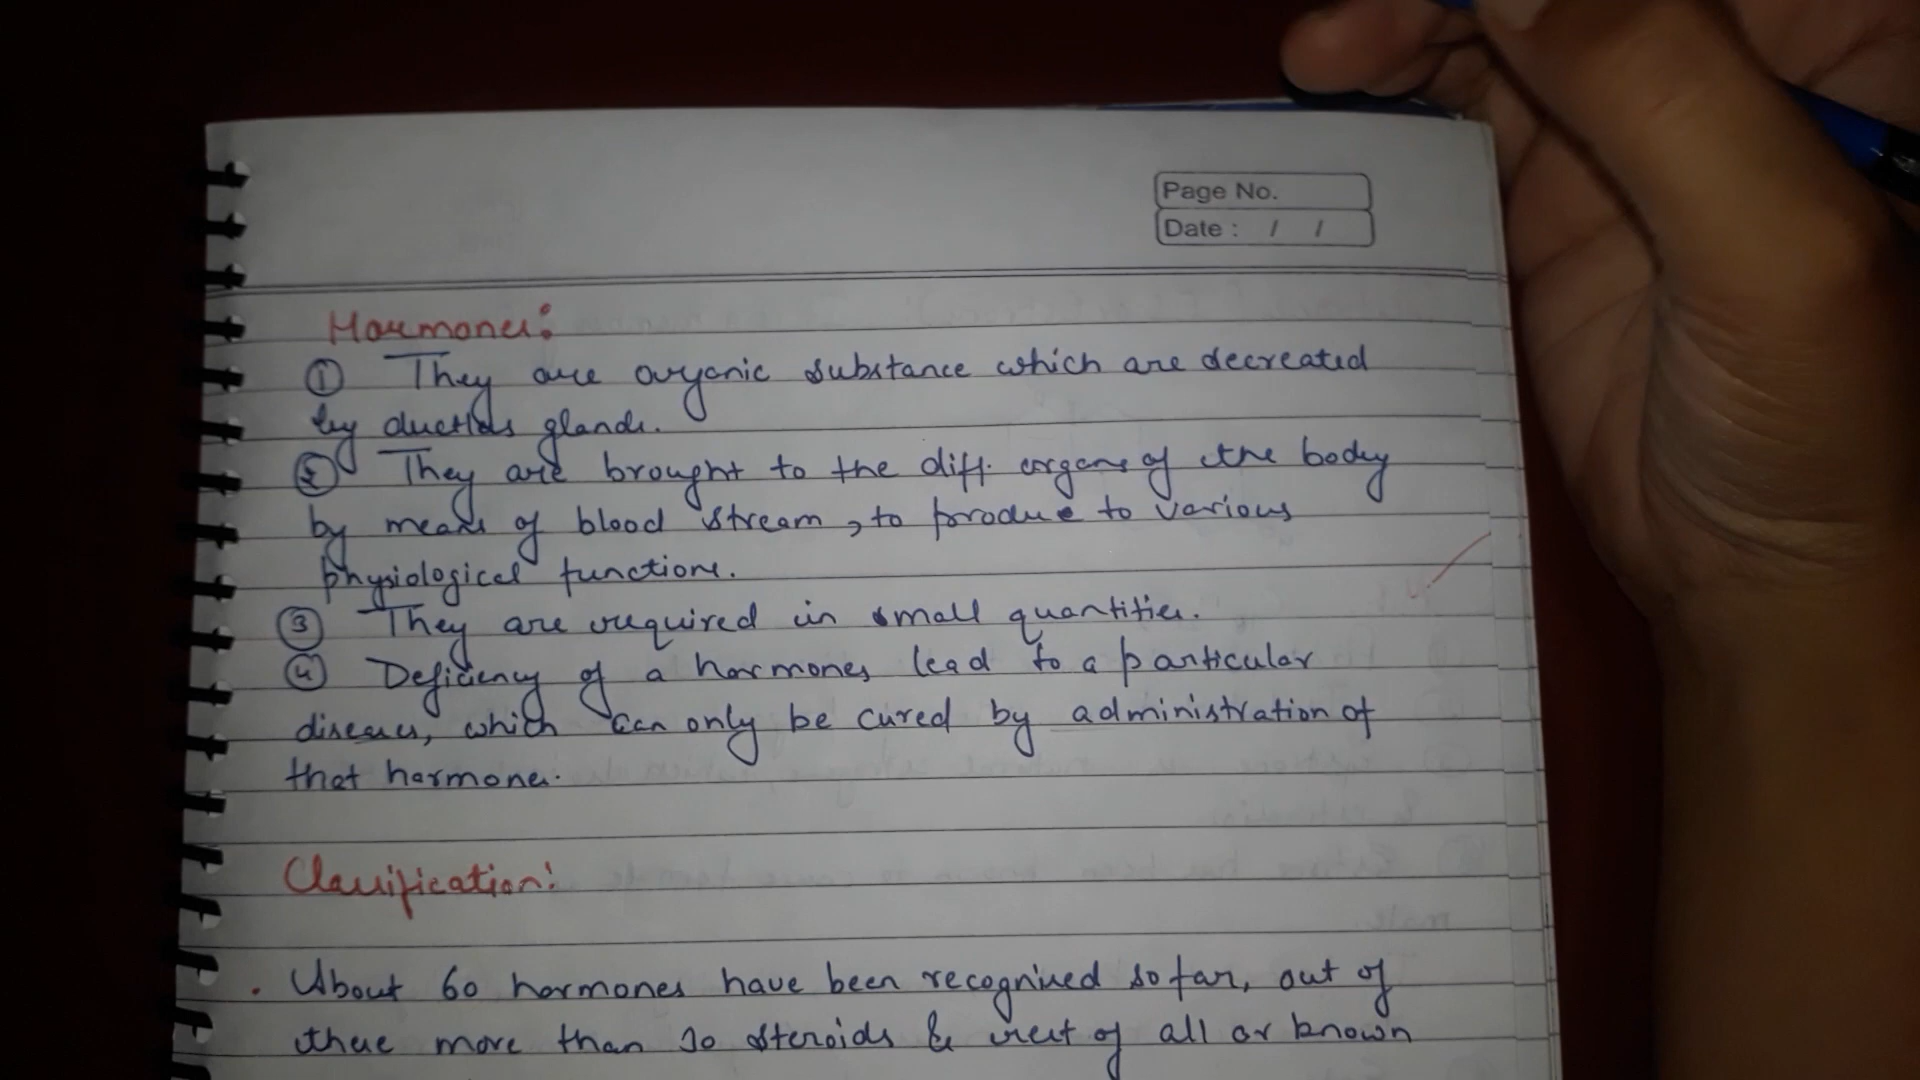 Page No.
Date : / /
Hormones:
① They are organic substance which are secreated
by ductles glands.
② They are brought to the diff. organs of the body
by means of blood stream, to produce to various
physiological functions.
③ They are required in small quantities.
④ Deficiency of a hormones lead to a particular
diseases, which can only be cured by administration of
that hormone.
Classification:
. About 60 hormones have been recognised so far, out of
these more than 30 steroids & rest of all or known